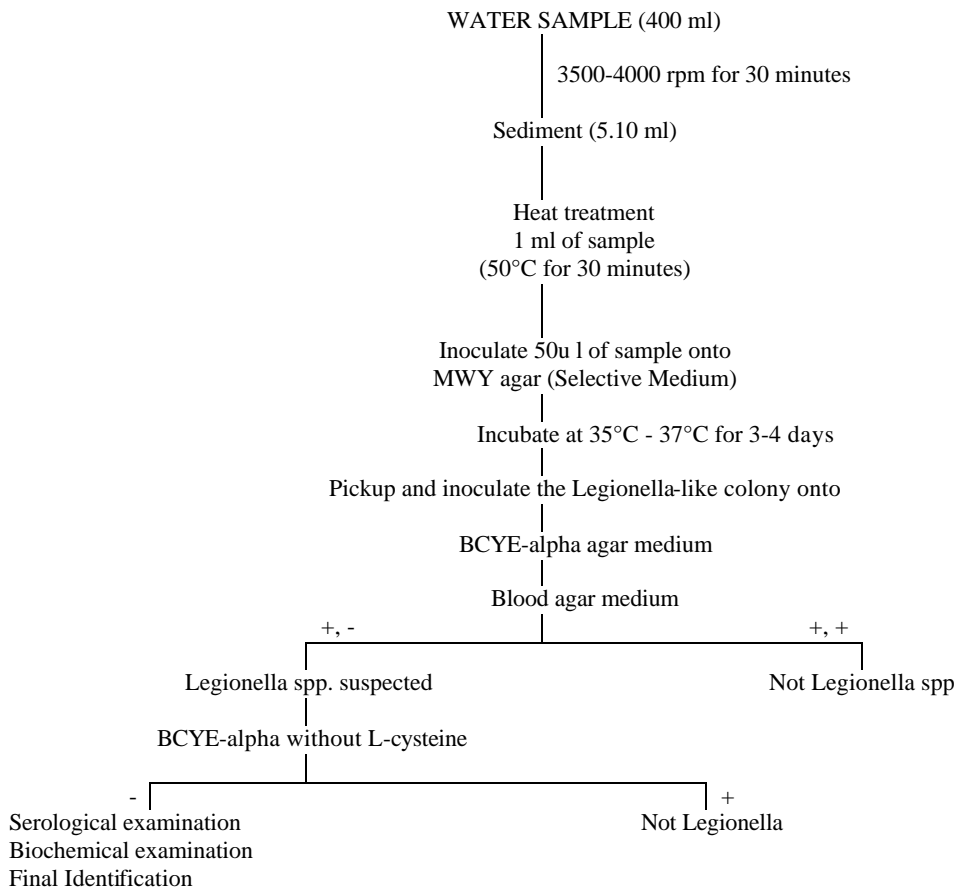 WATER SAMPLE (400 ml)
3500-4000 rpm for 30 minutes
Sediment (5.10 ml)
Heat treatment
1 ml of sample
(50°C for 30 minutes)
Inoculate 50u l of sample onto
MWY agar (Selective Medium)
Incubate at 35°C - 37°C for 3-4 days
Pickup and inoculate the Legionella-like colony onto
BCYE-alpha agar medium
Blood agar medium
+, -
+, +
Legionella spp. suspected
Not Legionella spp
BCYE-alpha without L-cysteine
-
+
Serological examination
Biochemical examination
Final Identification
Not Legionella